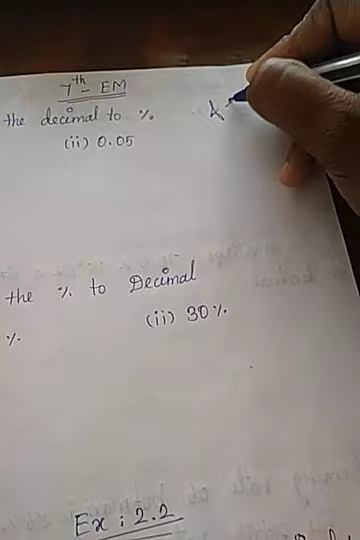 7th - EM
the decimal to %
(ii) 0.05
the % to Decimal
%
(ii) 30%
Ex : 2.2